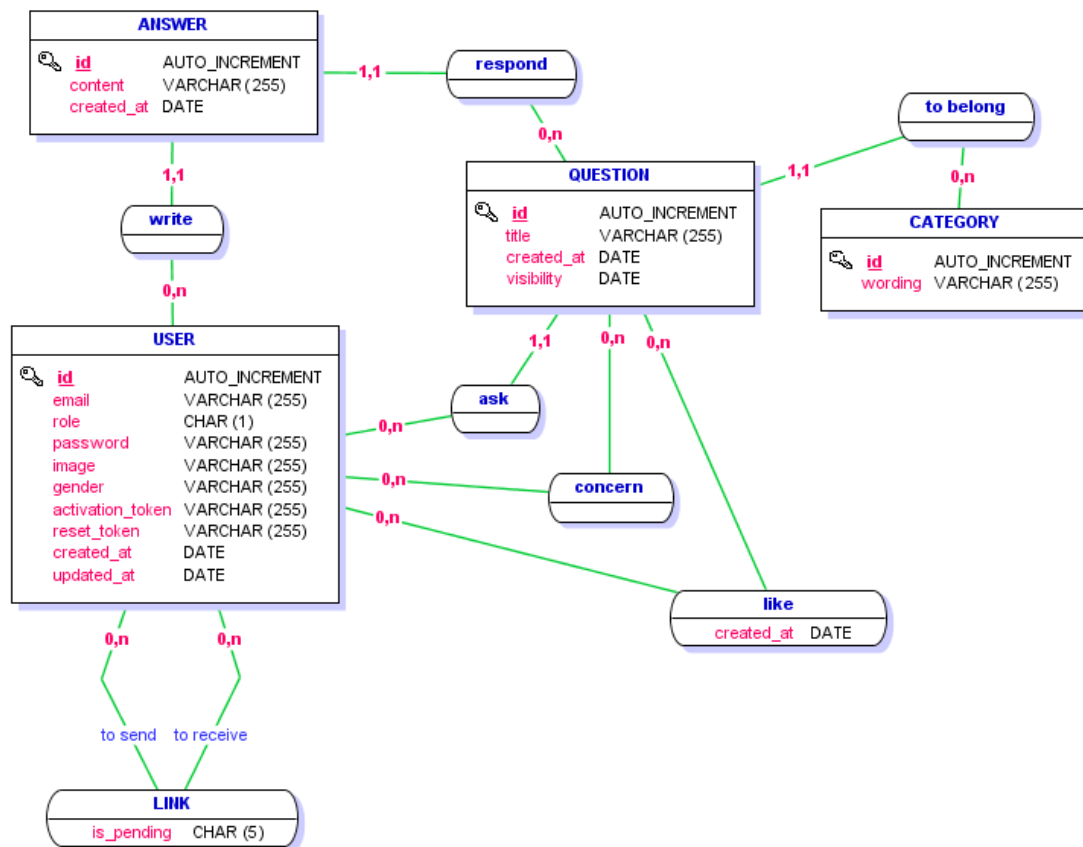 ANSWER
id AUTO_INCREMENT
content VARCHAR (255)
created_at DATE
1,1
respond
0,n
to belong
1,1
0,n
QUESTION
id AUTO_INCREMENT
title VARCHAR (255)
created_at DATE
visibility DATE
CATEGORY
id AUTO_INCREMENT
wording VARCHAR (255)
1,1
write
0,n
USER
id AUTO_INCREMENT
email VARCHAR (255)
role CHAR (1)
password VARCHAR (255)
image VARCHAR (255)
gender VARCHAR (255)
activation_token VARCHAR (255)
reset_token VARCHAR (255)
created_at DATE
updated_at DATE
1,1
0,n
0,n
ask
0,n
0,n
concern
0,n
like
created_at DATE
0,n
0,n
to send
to receive
LINK
is_pending CHAR (5)